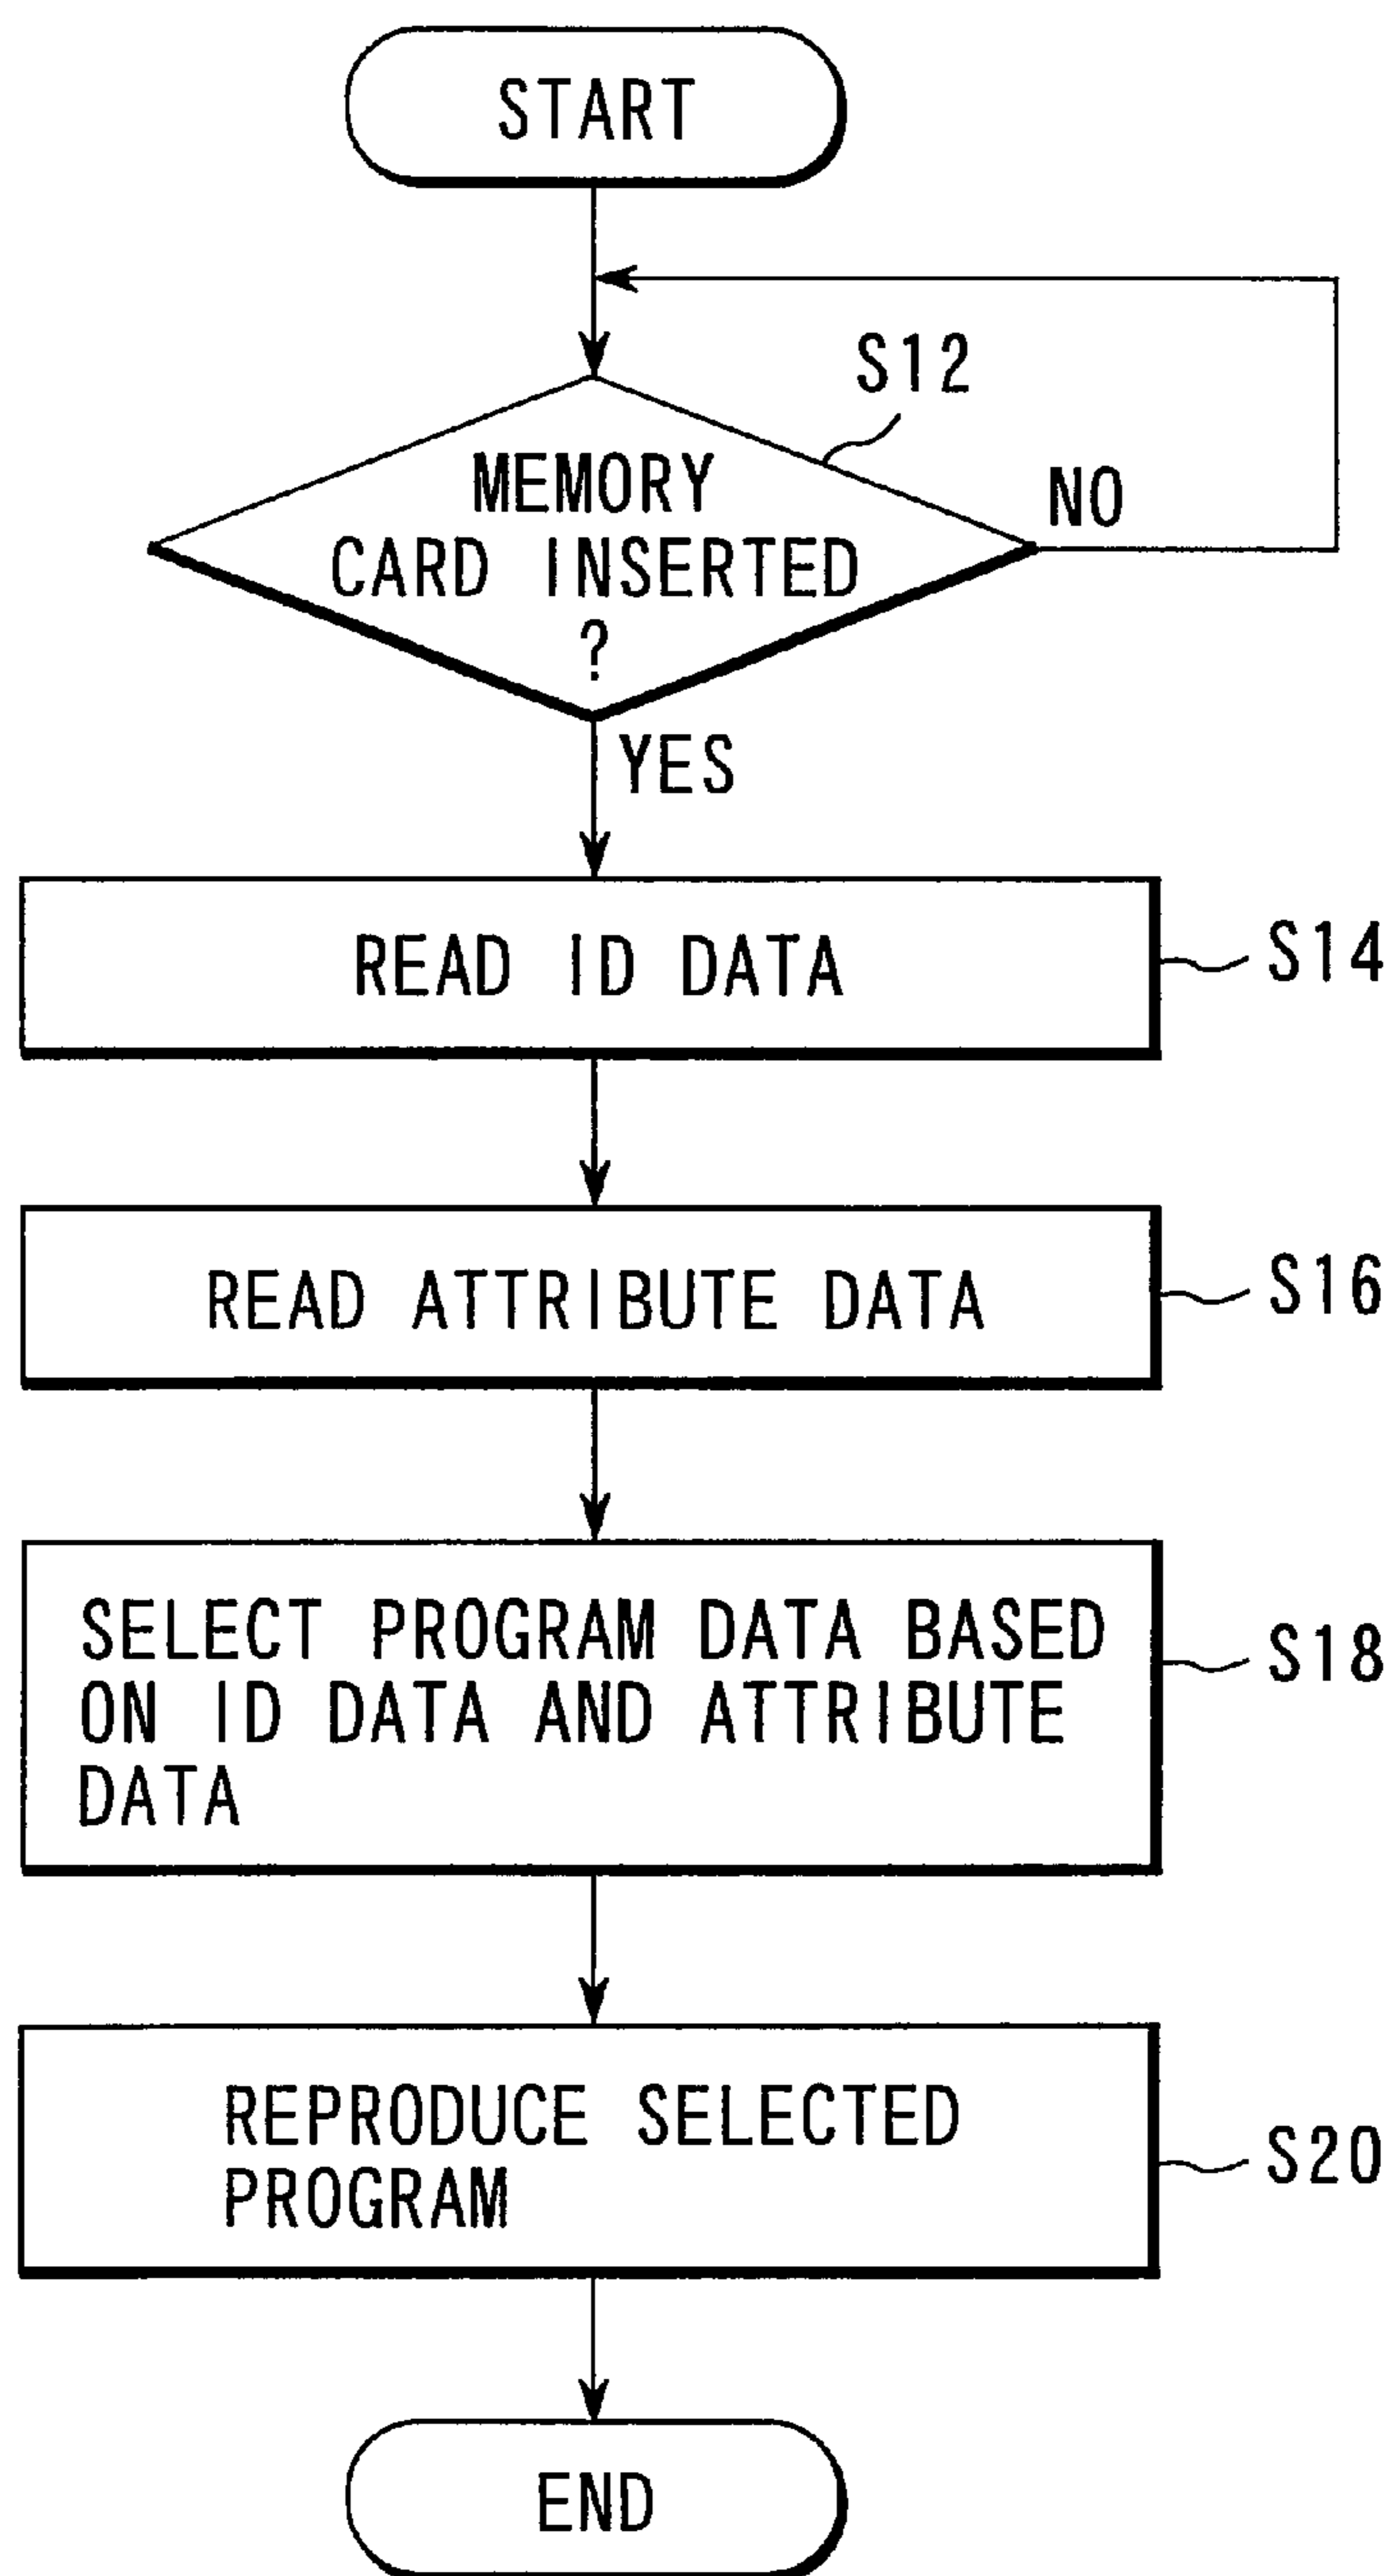 START
S12
MEMORY
CARD INSERTED
?
NO
YES
READ ID DATA
S14
READ ATTRIBUTE DATA
S16
SELECT PROGRAM DATA BASED
ON ID DATA AND ATTRIBUTE
DATA
S18
REPRODUCE SELECTED
PROGRAM
S20
END